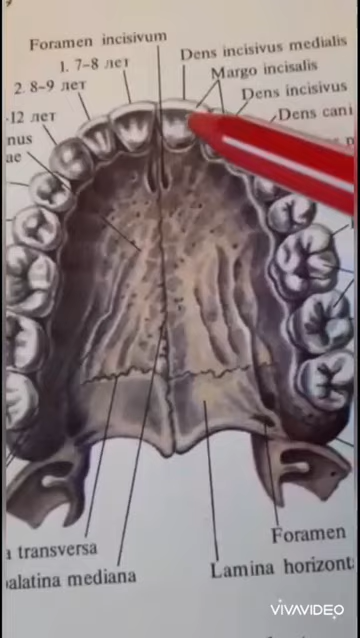 Foramen incisivum
1. 7–8 лет
2. 8–9 лет
-12 лет
Dens incisivus medialis
Margo incisalis
Dens incisivus
Dens cani
nus
ae
a transversa
palatina mediana
Foramen
Lamina horizont
VIVAVIDEO